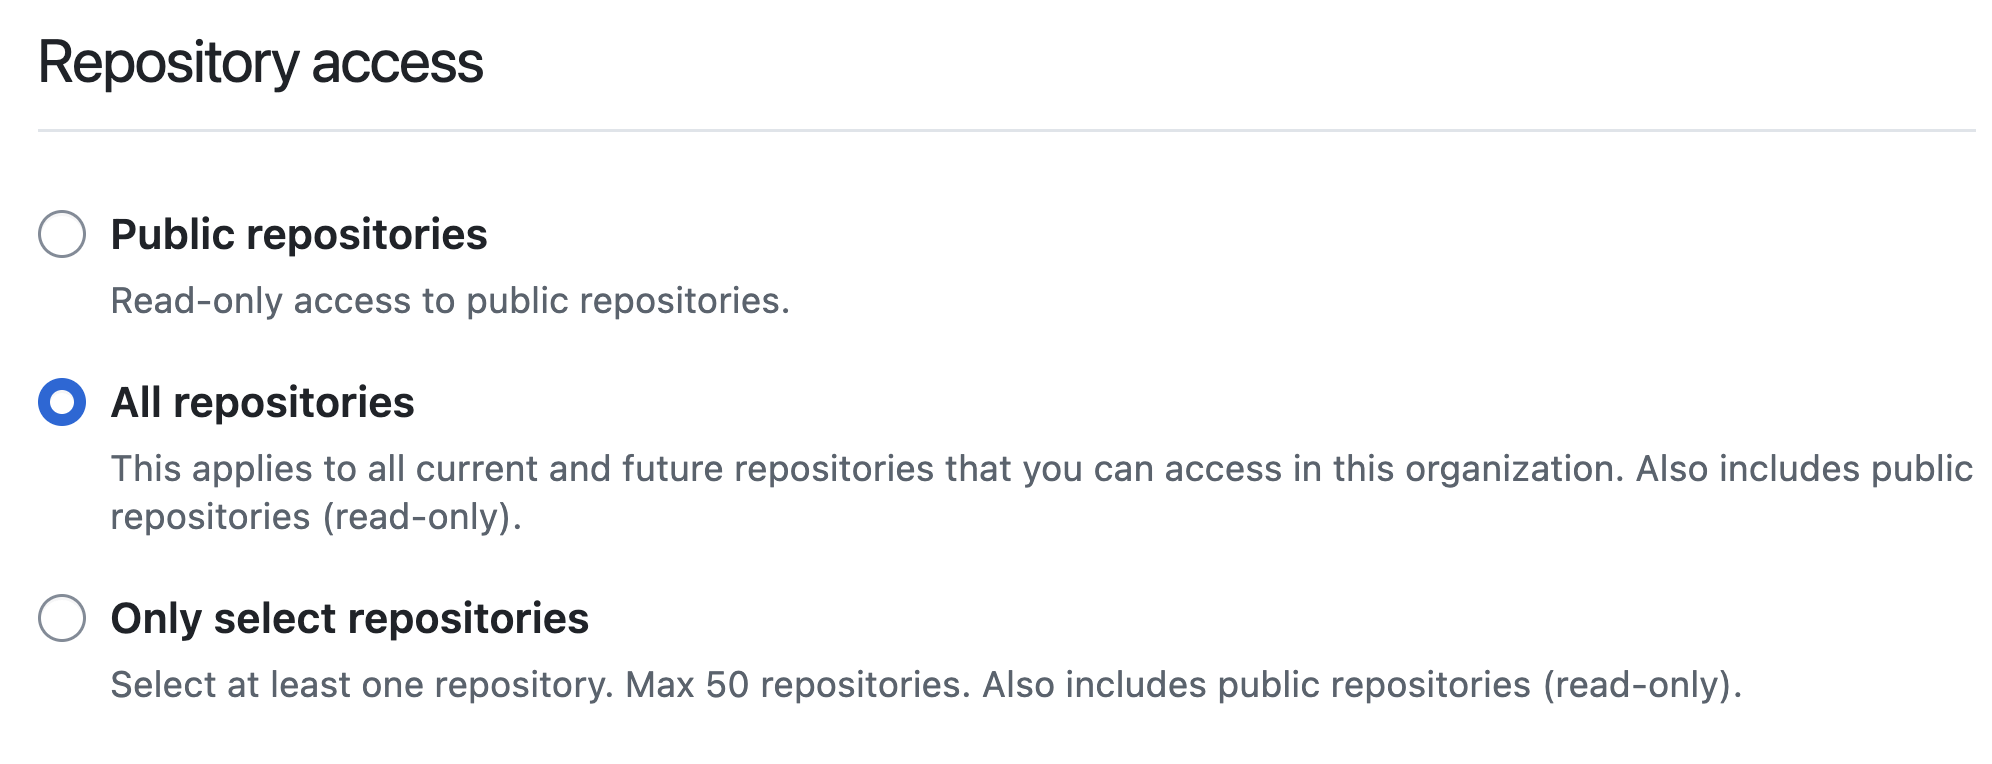 Repository access
Public repositories
Read-only access to public repositories.
All repositories
This applies to all current and future repositories that you can access in this organization. Also includes public
repositories (read-only).
Only select repositories
Select at least one repository. Max 50 repositories. Also includes public repositories (read-only).